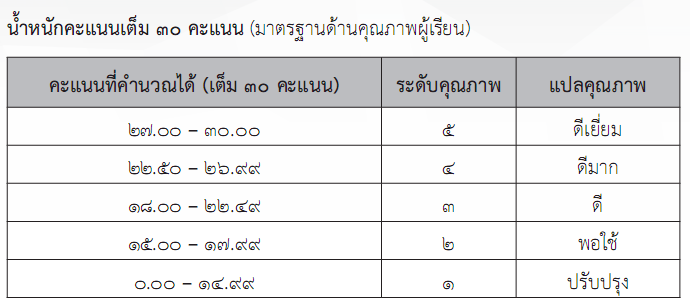 น้ำหนักคะแนนเต็ม ๓๐ คะแนน (มาตรฐานด้านคุณภาพผู้เรียน)
คะแนนที่คำนวณได้ (เต็ม ๓๐ คะแนน) ระดับคุณภาพ แปลคุณภาพ
๒๗.๐๐ – ๓๐.๐๐ ๕ ดีเยี่ยม
๒๒.๕๐ – ๒๖.๙๙ ๔ ดีมาก
๑๘.๐๐ – ๒๒.๔๙ ๓ ดี
๑๕.๐๐ – ๑๗.๙๙ ๒ พอใช้
๐.๐๐ – ๑๔.๙๙ ๑ ปรับปรุง